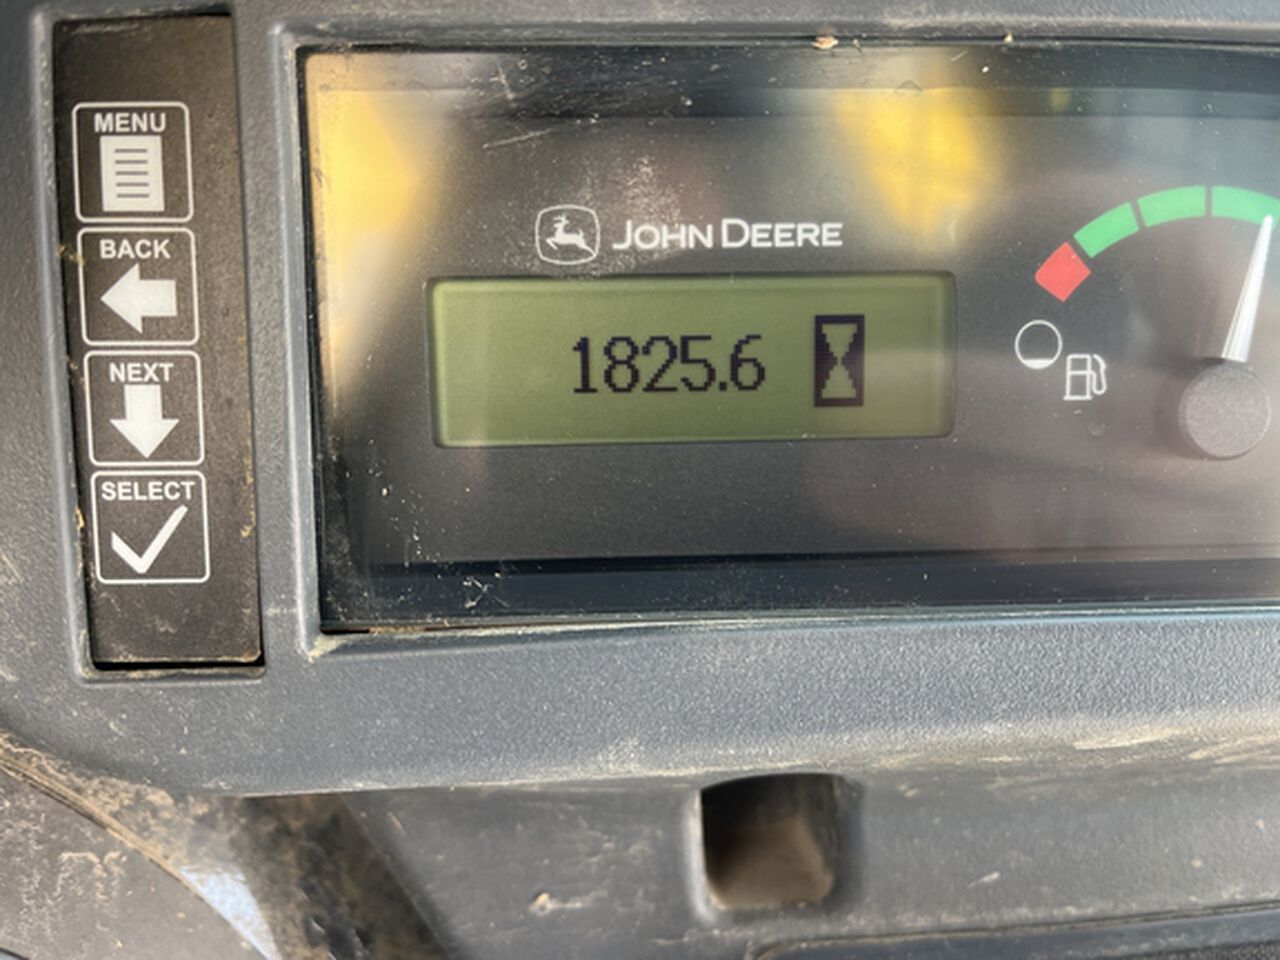 MENU
BACK
NEXT
SELECT
JOHN DEERE
1825.6